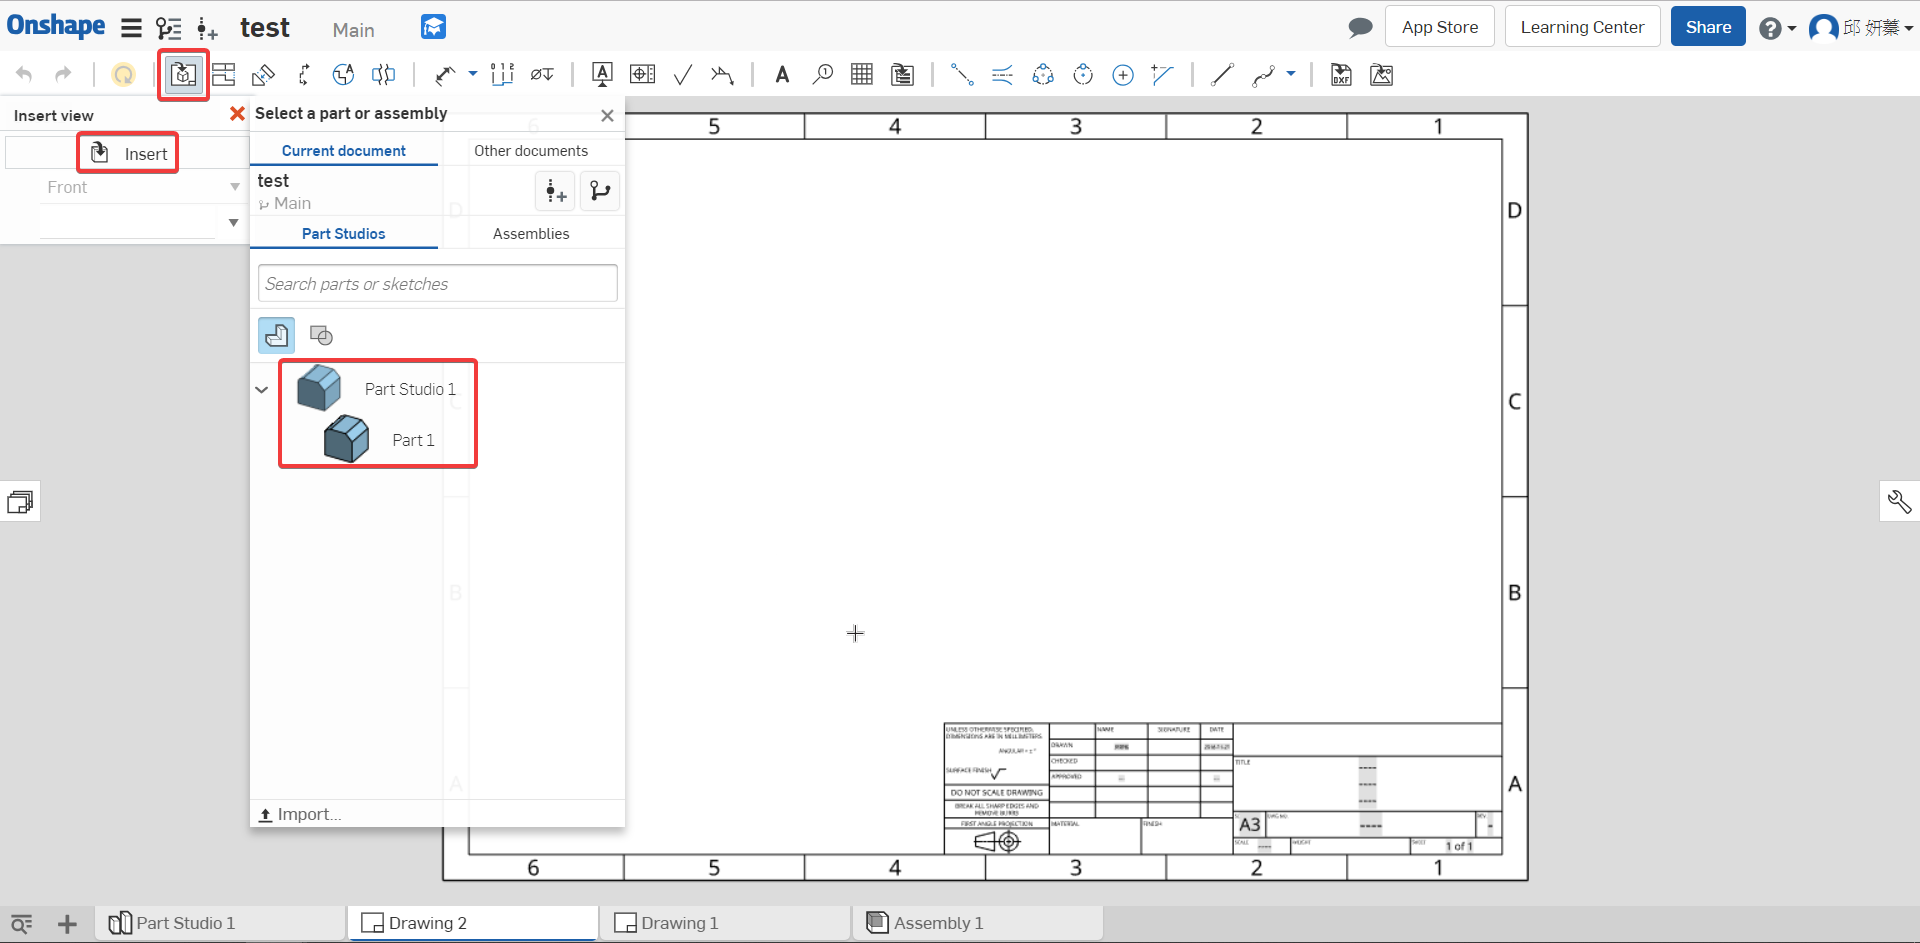 Onshape
test
Main
App Store
Learning Center
Share
邱 妍蓁
Insert view
Insert
Front
Select a part or assembly
Current document
Other documents
test
Main
Part Studios
Assemblies
Search parts or sketches
Part Studio 1
Part 1
Import...
6 5 4 3 2 1
D
D
C
C
B
B
A
A
UNLESS OTHERWISE SPECIFIED,
DIMENSIONS ARE IN MILLIMETERS
ANGULAR = ± °
SURFACE FINISH
DO NOT SCALE DRAWING
BREAK ALL SHARP EDGES AND
REMOVE BURRS
FIRST ANGLE PROJECTION
NAME
SIGNATURE
DATE
DRAWN
CHECKED
APPROVED
MATERIAL
FINISH
TITLE
----
----
----
A3
DWG NO.
----
REV
-
SCALE
----
WEIGHT
SHEET
1 of 1
6 5 4 3 2 1
Part Studio 1
Drawing 2
Drawing 1
Assembly 1
DXF